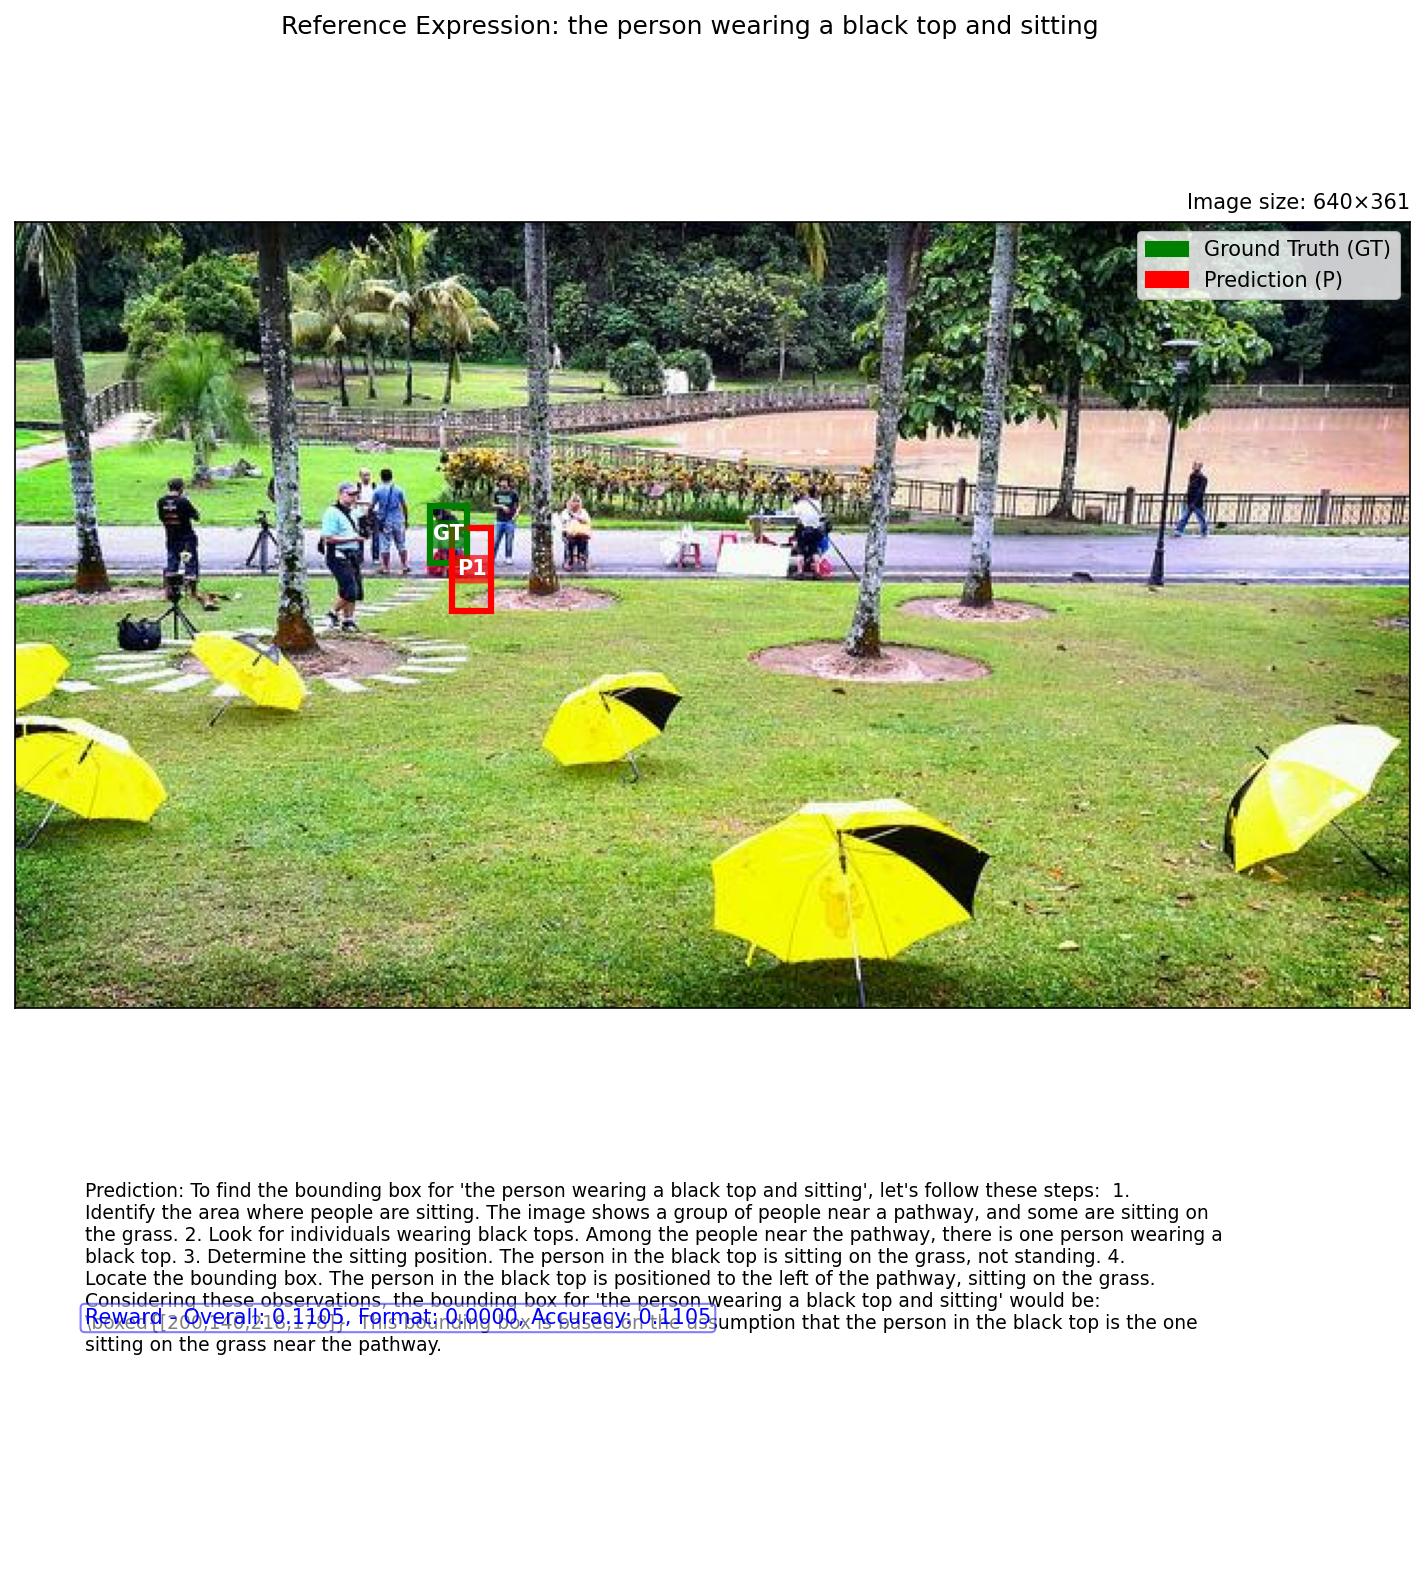 Reference Expression: the person wearing a black top and sitting
Image size: 640×361
Ground Truth (GT)
Prediction (P)
GT
P1
Prediction: To find the bounding box for 'the person wearing a black top and sitting', let's follow these steps:  1.
Identify the area where people are sitting. The image shows a group of people near a pathway, and some are sitting on
the grass. 2. Look for individuals wearing black tops. Among the people near the pathway, there is one person wearing a
black top. 3. Determine the sitting position. The person in the black top is sitting on the grass, not standing. 4.
Locate the bounding box. The person in the black top is positioned to the left of the pathway, sitting on the grass.
Considering these observations, the bounding box for 'the person wearing a black top and sitting' would be:
Reward - Overall: 0.1105, Format: 0.0000, Accuracy: 0.1105
\boxed{[200,140,218,178]}. This bounding box is based on the assumption that the person in the black top is the one
sitting on the grass near the pathway.